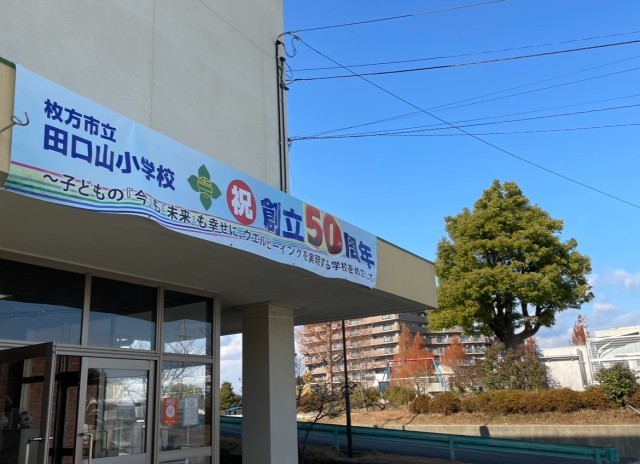 枚方市立
田口山小学校
祝 創立50周年
～子どもの『今』も『未来』も幸せに、ウエルビーイングを実現する学校をめざして～